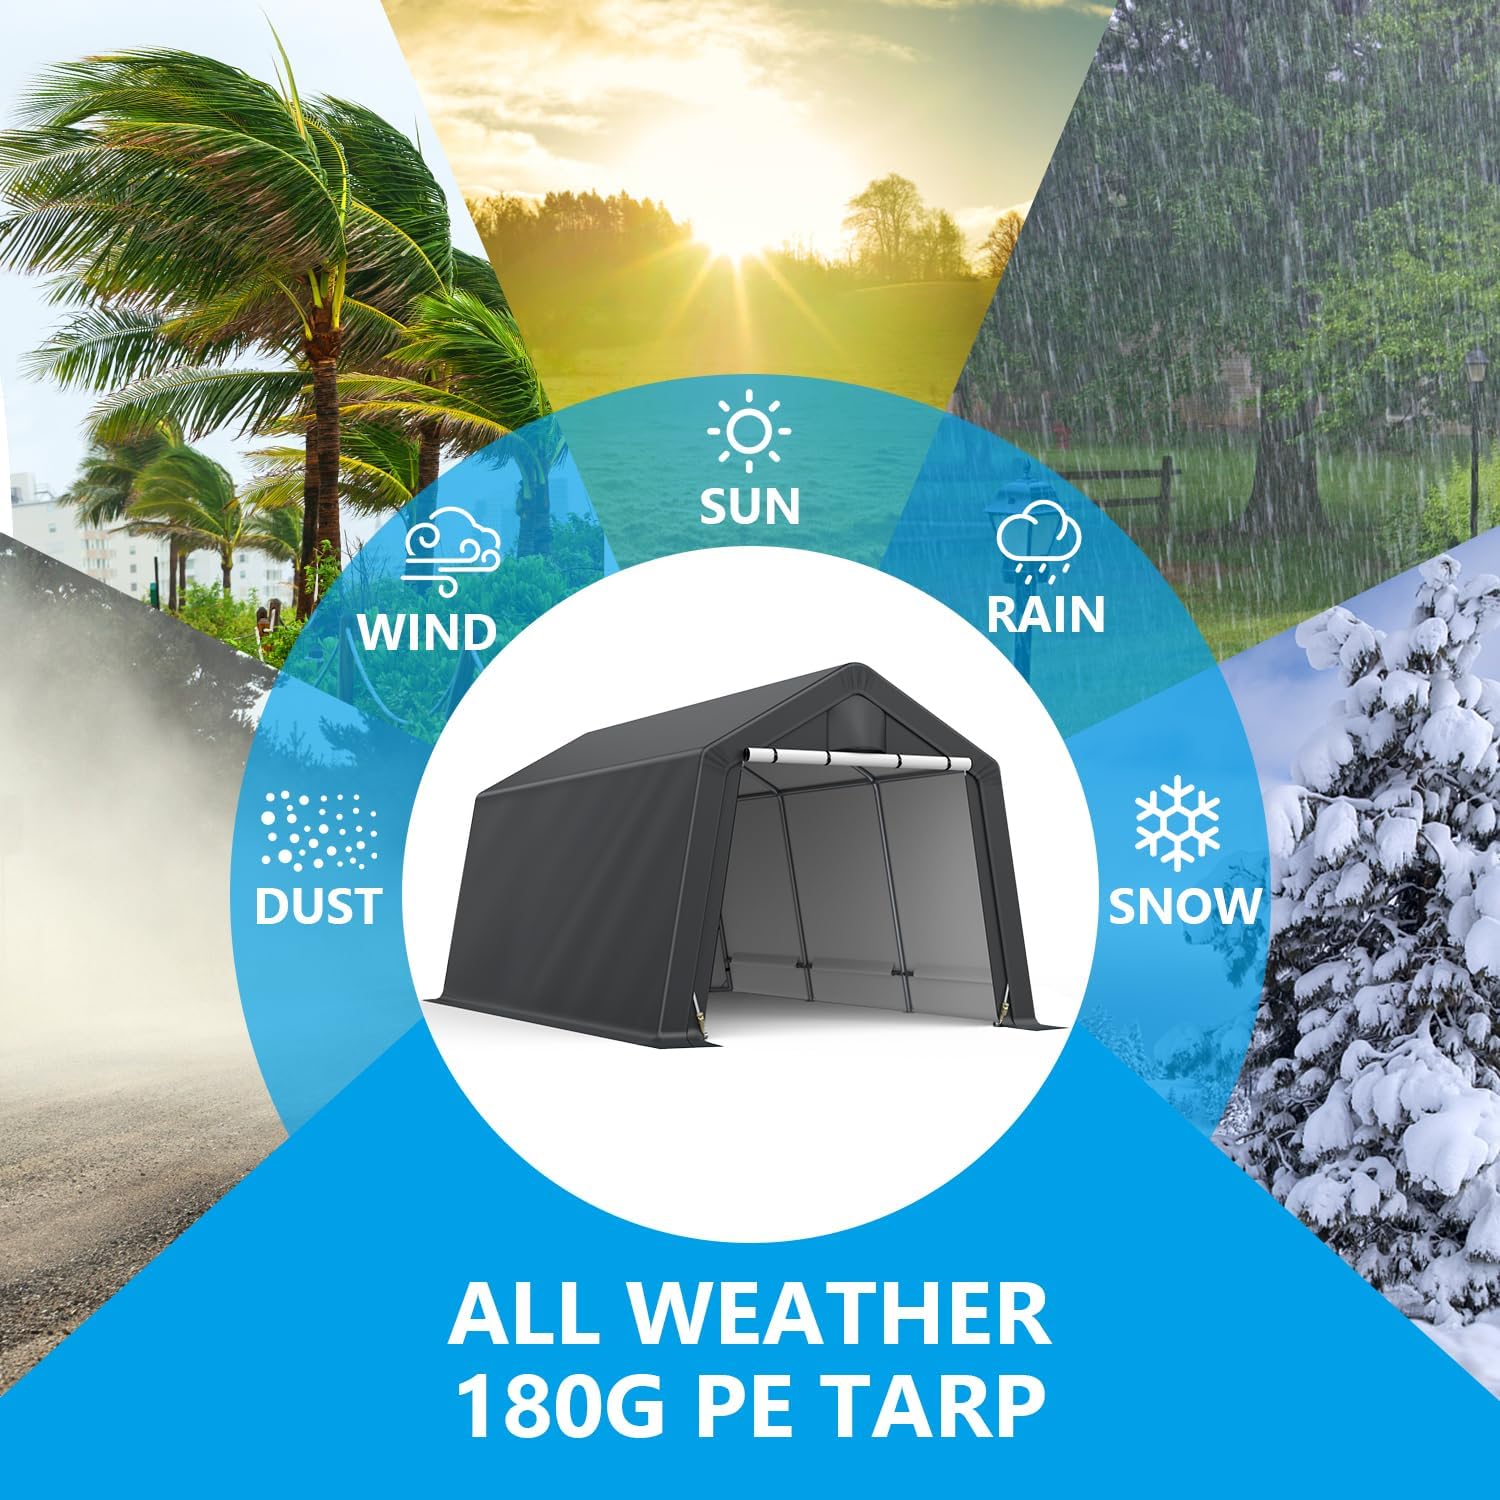 SUN
WIND
RAIN
DUST
SNOW
ALL WEATHER
180G PE TARP